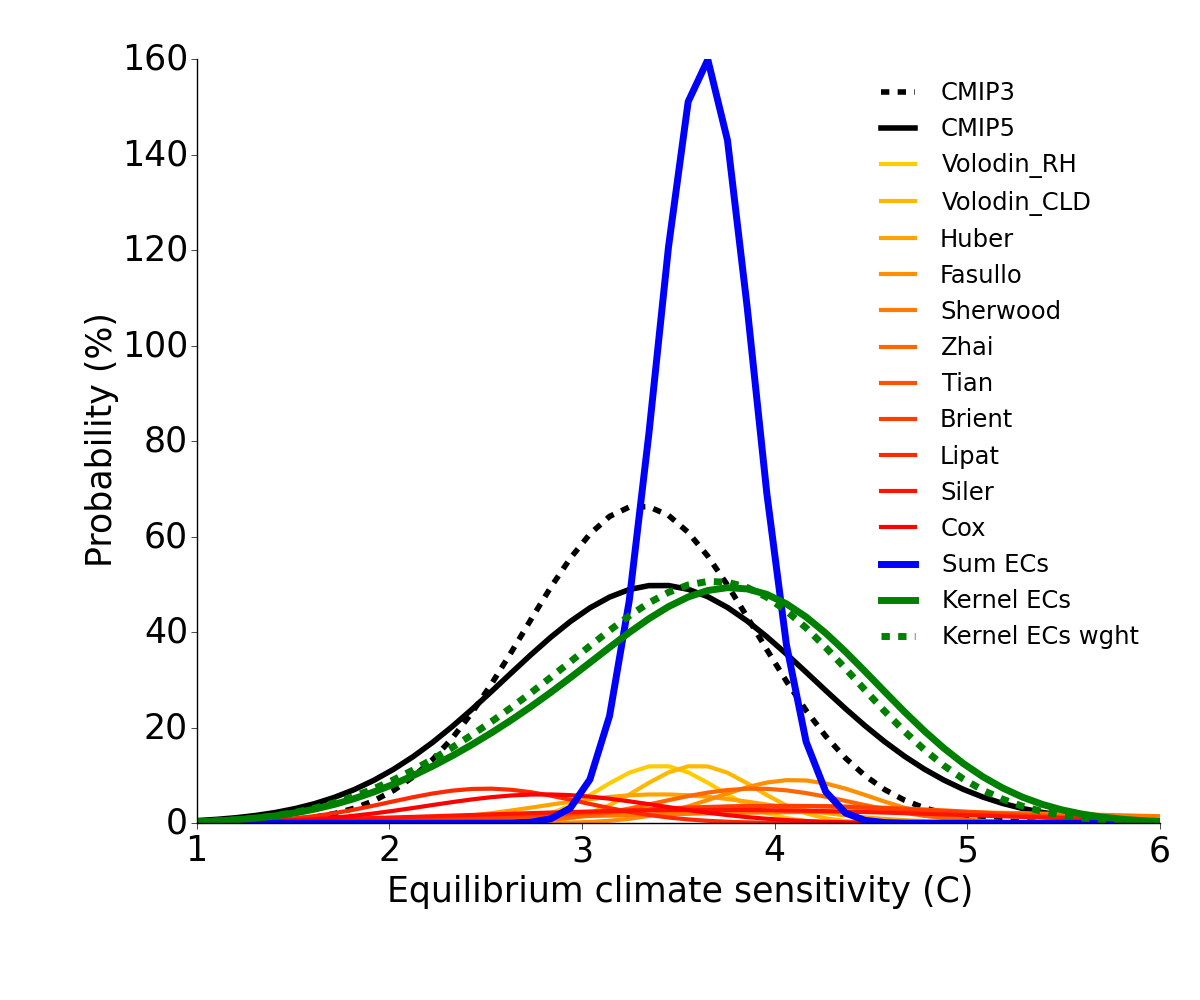 160
140
120
100
80
60
40
20
0
Probability (%)
1 2 3 4 5 6
Equilibrium climate sensitivity (C)
CMIP3
CMIP5
Volodin_RH
Volodin_CLD
Huber
Fasullo
Sherwood
Zhai
Tian
Brient
Lipat
Siler
Cox
Sum ECs
Kernel ECs
Kernel ECs wght